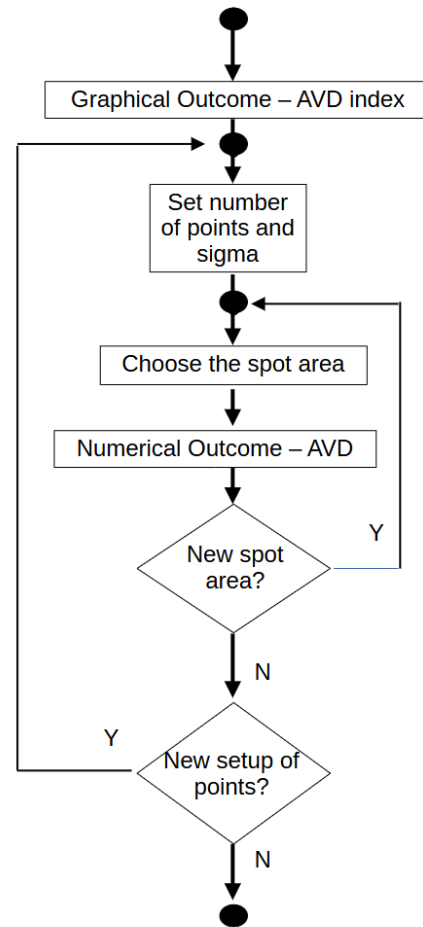 Graphical Outcome – AVD index
Set number
of points and
sigma
Choose the spot area
Numerical Outcome – AVD
New spot
area?
Y
N
New setup of
points?
Y
N